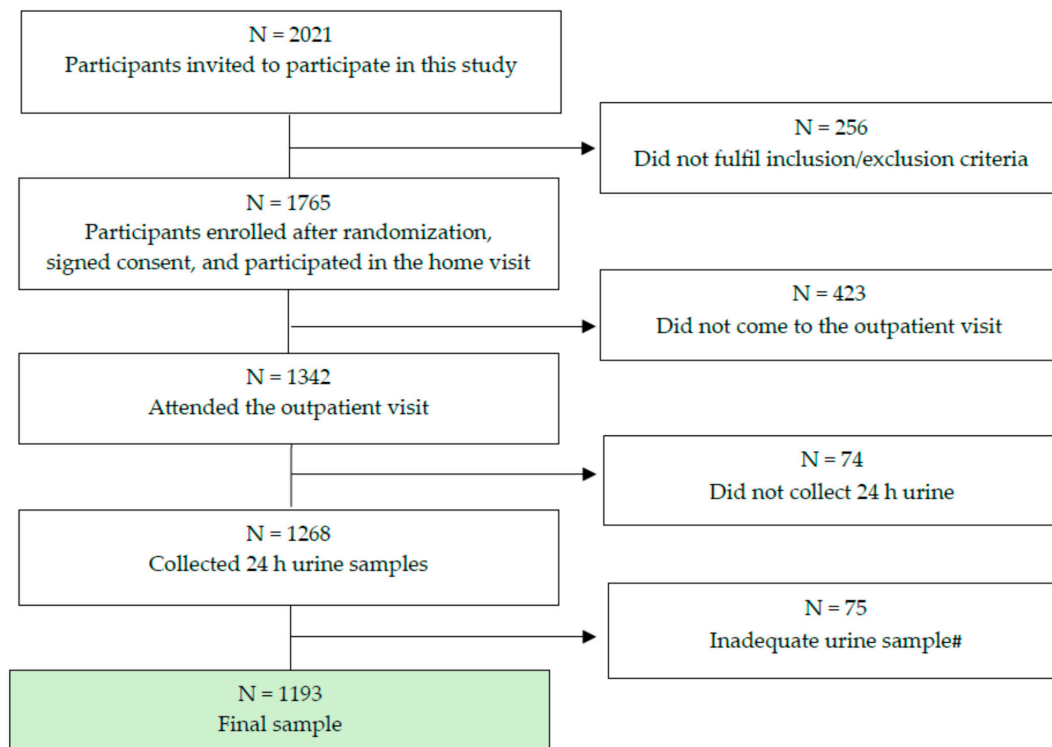 N = 2021
Participants invited to participate in this study
N = 256
Did not fulfil inclusion/exclusion criteria
N = 1765
Participants enrolled after randomization,
signed consent, and participated in the home visit
N = 423
Did not come to the outpatient visit
N = 1342
Attended the outpatient visit
N = 74
Did not collect 24 h urine
N = 1268
Collected 24 h urine samples
N = 75
Inadequate urine sample#
N = 1193
Final sample